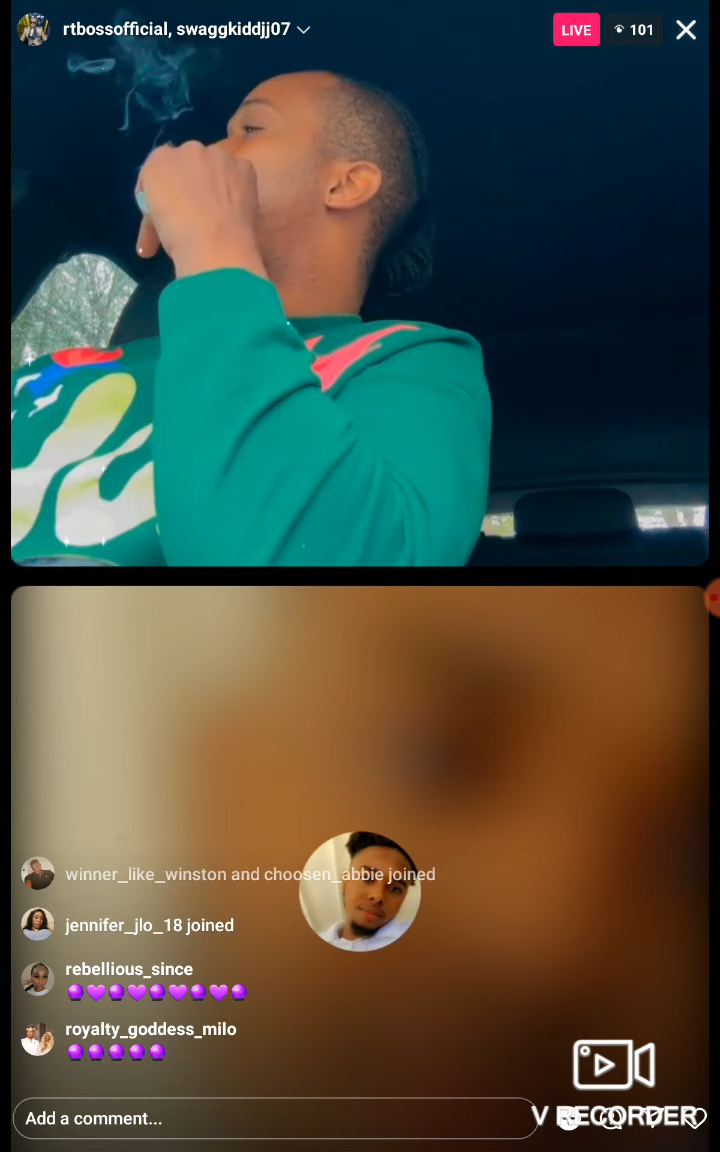 rtbossofficial, swaggkiddjj07
LIVE
101
winner_like_winston and choosen_abbie joined
jennifer_jlo_18 joined
rebellious_since
royalty_goddess_milo
Add a comment...
V RECORDER